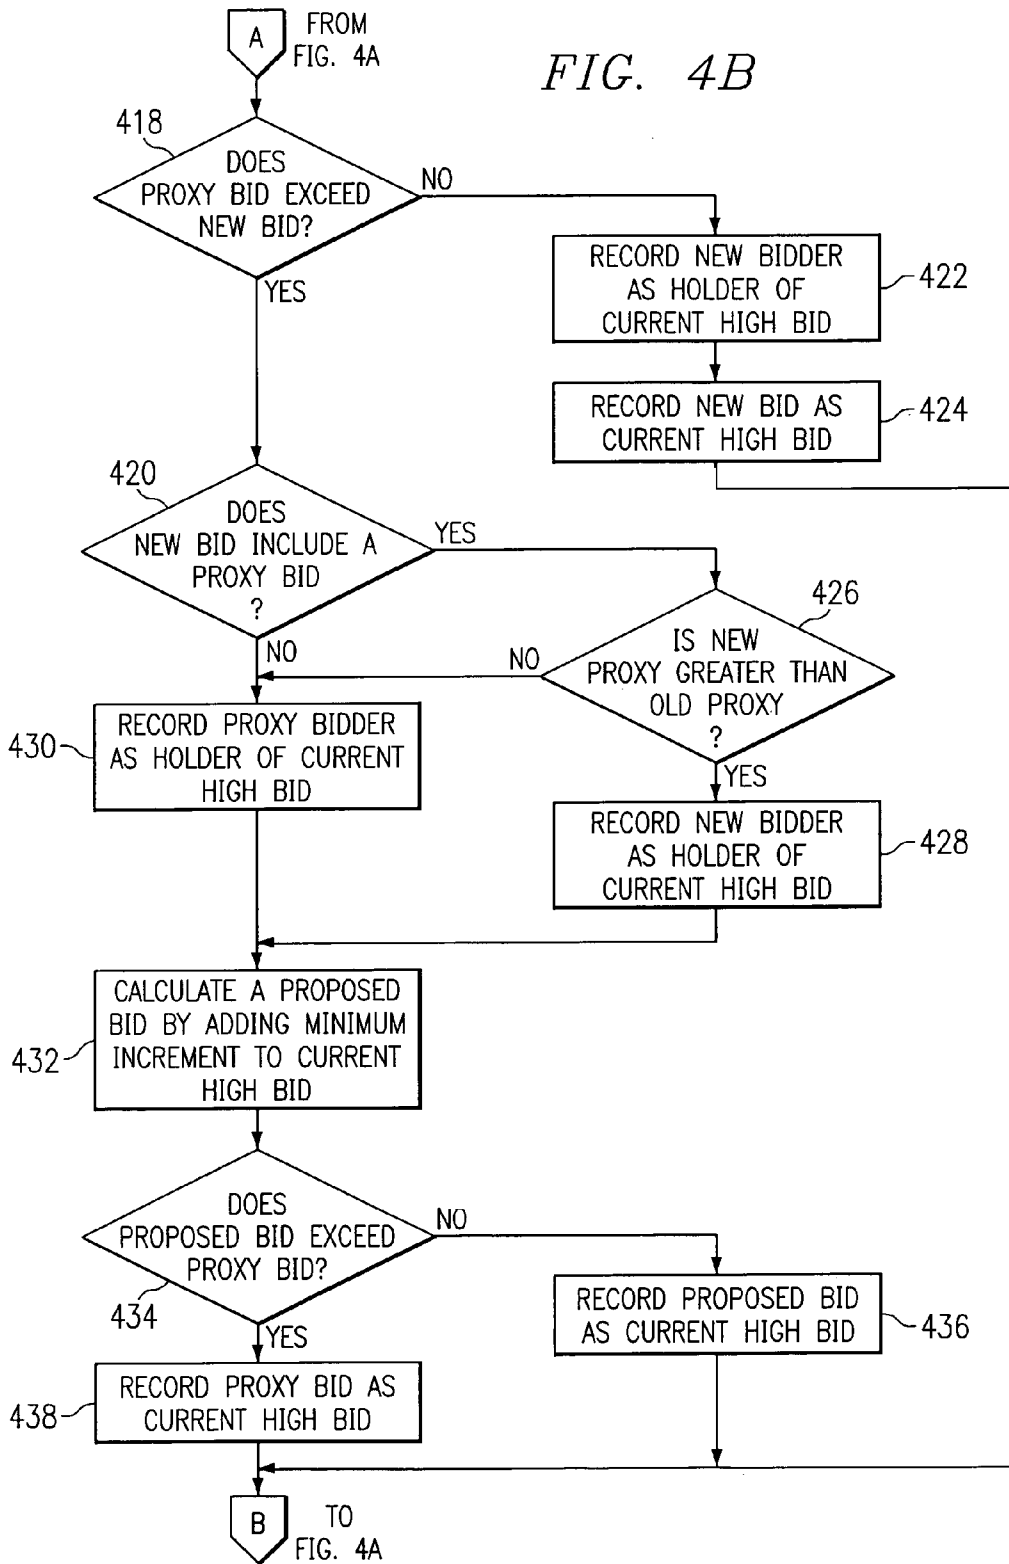 A
FROM
FIG. 4A
FIG. 4B
418
DOES
PROXY BID EXCEED
NEW BID?
NO
YES
RECORD NEW BIDDER
AS HOLDER OF
CURRENT HIGH BID
422
RECORD NEW BID AS
CURRENT HIGH BID
424
420
DOES
NEW BID INCLUDE A
PROXY BID
?
YES
NO
426
IS NEW
PROXY GREATER THAN
OLD PROXY
?
NO
YES
430
RECORD PROXY BIDDER
AS HOLDER OF CURRENT
HIGH BID
RECORD NEW BIDDER
AS HOLDER OF
CURRENT HIGH BID
428
432
CALCULATE A PROPOSED
BID BY ADDING MINIMUM
INCREMENT TO CURRENT
HIGH BID
DOES
PROPOSED BID EXCEED
PROXY BID?
434
NO
YES
RECORD PROPOSED BID
AS CURRENT HIGH BID
436
438
RECORD PROXY BID AS
CURRENT HIGH BID
B
TO
FIG. 4A